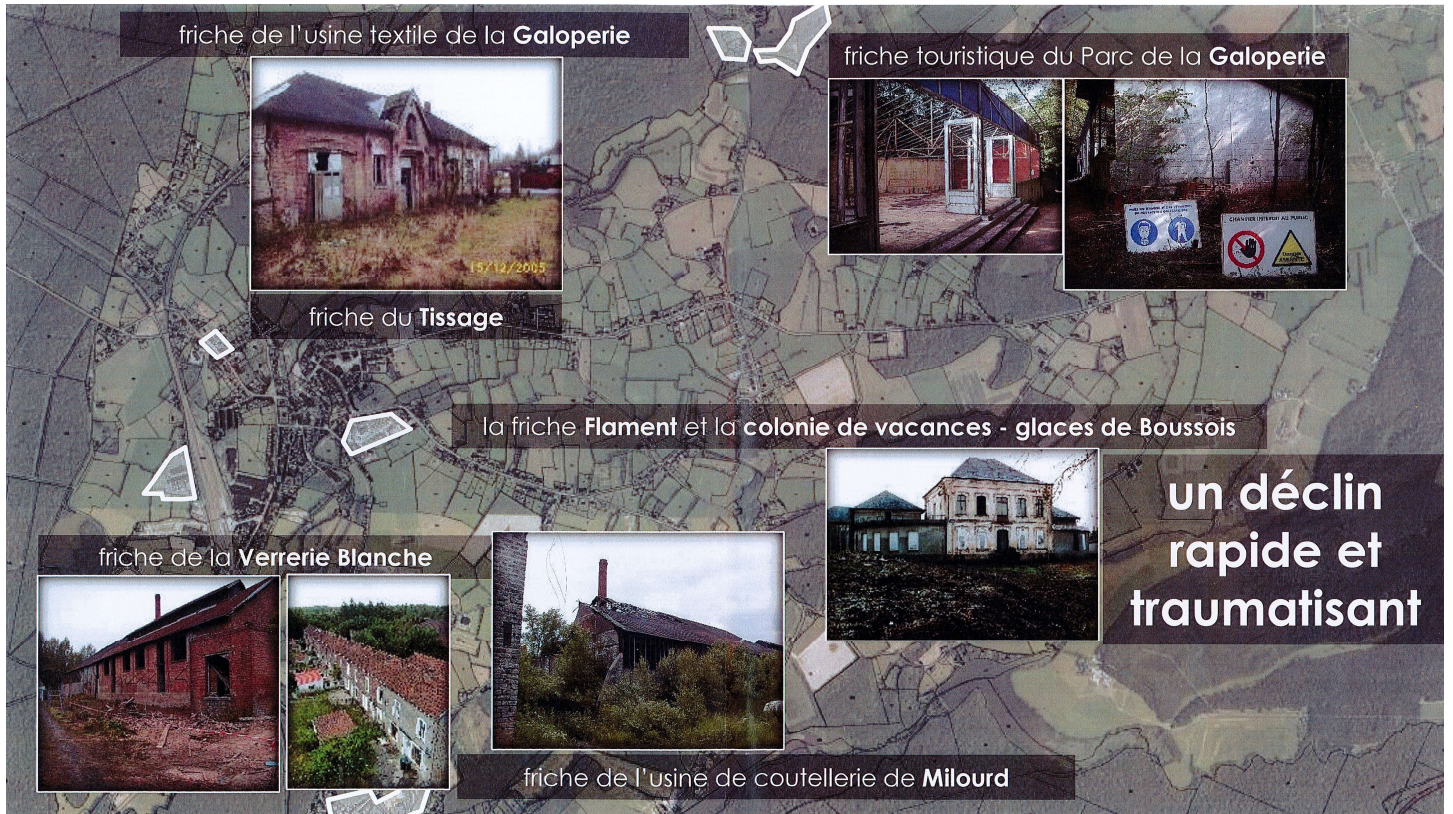 friche de l'usine textile de la Galoperie
friche touristique du Parc de la Galoperie
15/12/2005
CHANTIER INTERDIT AU PUBLIC
AMIANTE
friche du Tissage
la friche Flament et la colonie de vacances - glaces de Boussois
un déclin
rapide et
traumatisant
friche de la Verrerie Blanche
friche de l'usine de coutellerie de Milourd